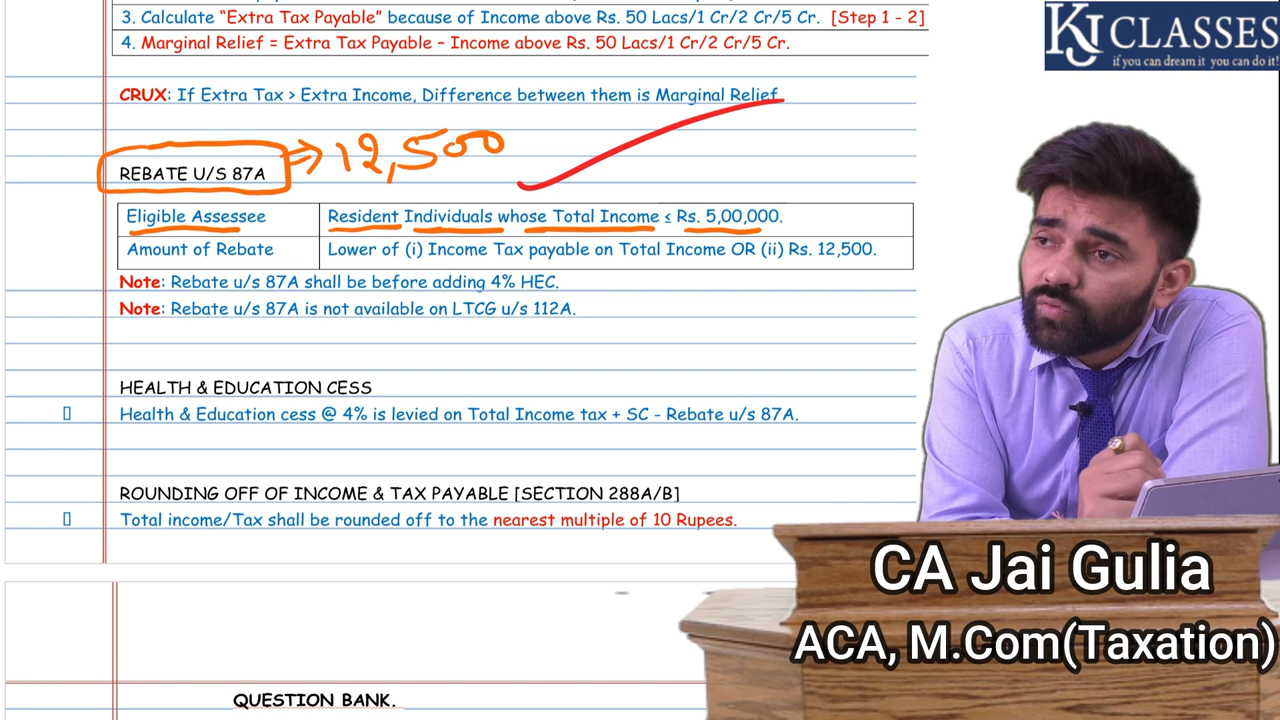 3. Calculate “Extra Tax Payable” because of Income above Rs. 50 Lacs/1 Cr/2 Cr/5 Cr. [Step 1 - 2]
4. Marginal Relief = Extra Tax Payable – Income above Rs. 50 Lacs/1 Cr/2 Cr/5 Cr.
KJ CLASSES
if you can dream it you can do it!
CRUX: If Extra Tax > Extra Income, Difference between them is Marginal Relief
REBATE U/S 87A ⇒ 12,500
Eligible Assessee Resident Individuals whose Total Income ≤ Rs. 5,00,000.
Amount of Rebate Lower of (i) Income Tax payable on Total Income OR (ii) Rs. 12,500.
Note: Rebate u/s 87A shall be before adding 4% HEC.
Note: Rebate u/s 87A is not available on LTCG u/s 112A.
HEALTH & EDUCATION CESS
Health & Education cess @ 4% is levied on Total Income tax + SC - Rebate u/s 87A.
ROUNDING OFF OF INCOME & TAX PAYABLE [SECTION 288A/B]
Total income/Tax shall be rounded off to the nearest multiple of 10 Rupees.
CA Jai Gulia
ACA, M.Com(Taxation)
QUESTION BANK.